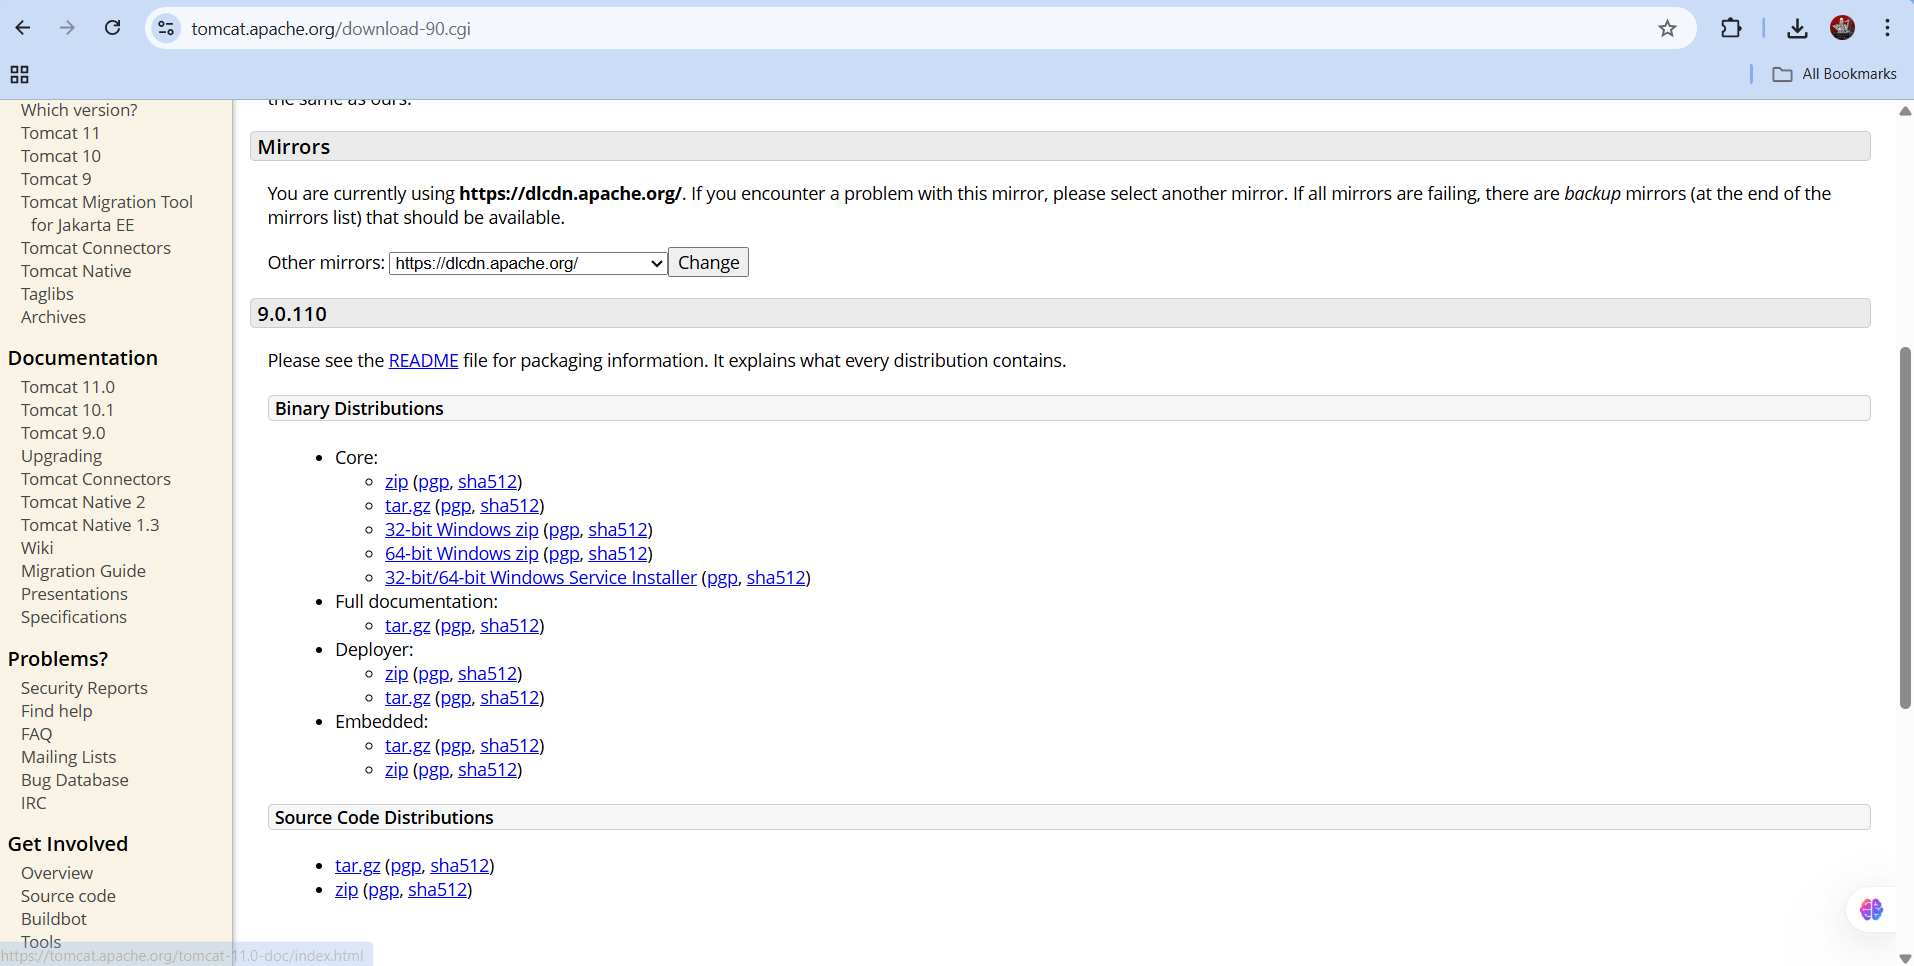 tomcat.apache.org/download-90.cgi
All Bookmarks
Which version?
Tomcat 11
Tomcat 10
Tomcat 9
Tomcat Migration Tool
for Jakarta EE
Tomcat Connectors
Tomcat Native
Taglibs
Archives
Documentation
Tomcat 11.0
Tomcat 10.1
Tomcat 9.0
Upgrading
Tomcat Connectors
Tomcat Native 2
Tomcat Native 1.3
Wiki
Migration Guide
Presentations
Specifications
Problems?
Security Reports
Find help
FAQ
Mailing Lists
Bug Database
IRC
Get Involved
Overview
Source code
Buildbot
Tools
https://tomcat.apache.org/tomcat-11.0-doc/index.html
the same as ours.
Mirrors
You are currently using https://dlcdn.apache.org/. If you encounter a problem with this mirror, please select another mirror. If all mirrors are failing, there are backup mirrors (at the end of the
mirrors list) that should be available.
Other mirrors: https://dlcdn.apache.org/ Change
9.0.110
Please see the README file for packaging information. It explains what every distribution contains.
Binary Distributions
• Core:
◦ zip (pgp, sha512)
◦ tar.gz (pgp, sha512)
◦ 32-bit Windows zip (pgp, sha512)
◦ 64-bit Windows zip (pgp, sha512)
◦ 32-bit/64-bit Windows Service Installer (pgp, sha512)
• Full documentation:
◦ tar.gz (pgp, sha512)
• Deployer:
◦ zip (pgp, sha512)
◦ tar.gz (pgp, sha512)
• Embedded:
◦ tar.gz (pgp, sha512)
◦ zip (pgp, sha512)
Source Code Distributions
• tar.gz (pgp, sha512)
• zip (pgp, sha512)